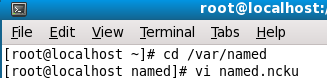 root@localhost:/
File Edit View Terminal Tabs Help
[root@localhost ~]# cd /var/named
[root@localhost named]# vi named.ncku